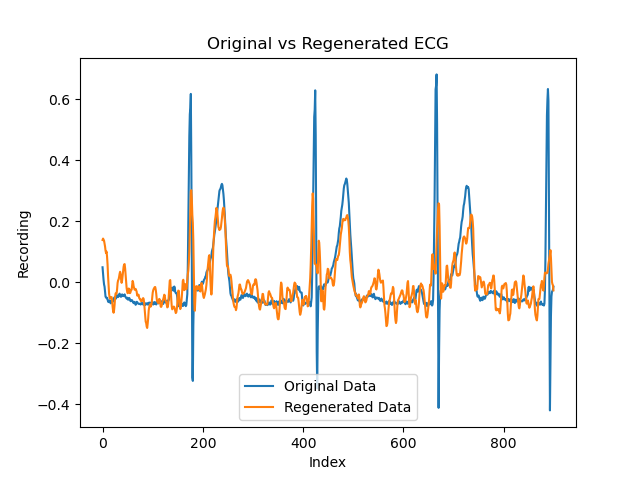 Original vs Regenerated ECG
Recording
0.6
0.4
0.2
0.0
−0.2
−0.4
Original Data
Regenerated Data
0
200
400
600
800
Index